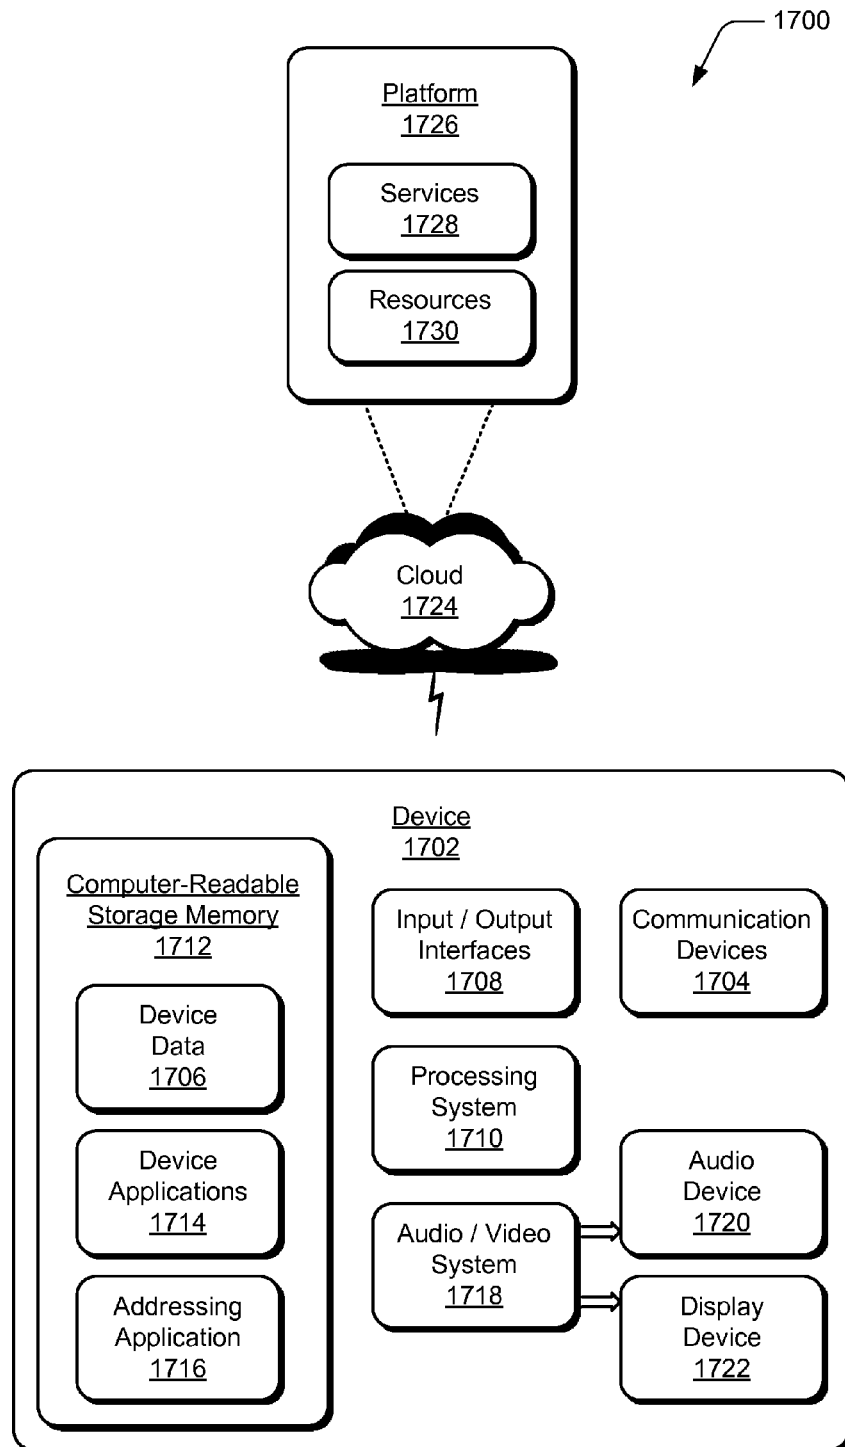 1700
Platform
1726
Services
1728
Resources
1730
Cloud
1724
Device
1702
Computer-Readable
Storage Memory
1712
Device
Data
1706
Device
Applications
1714
Addressing
Application
1716
Input / Output
Interfaces
1708
Processing
System
1710
Audio / Video
System
1718
Communication
Devices
1704
Audio
Device
1720
Display
Device
1722